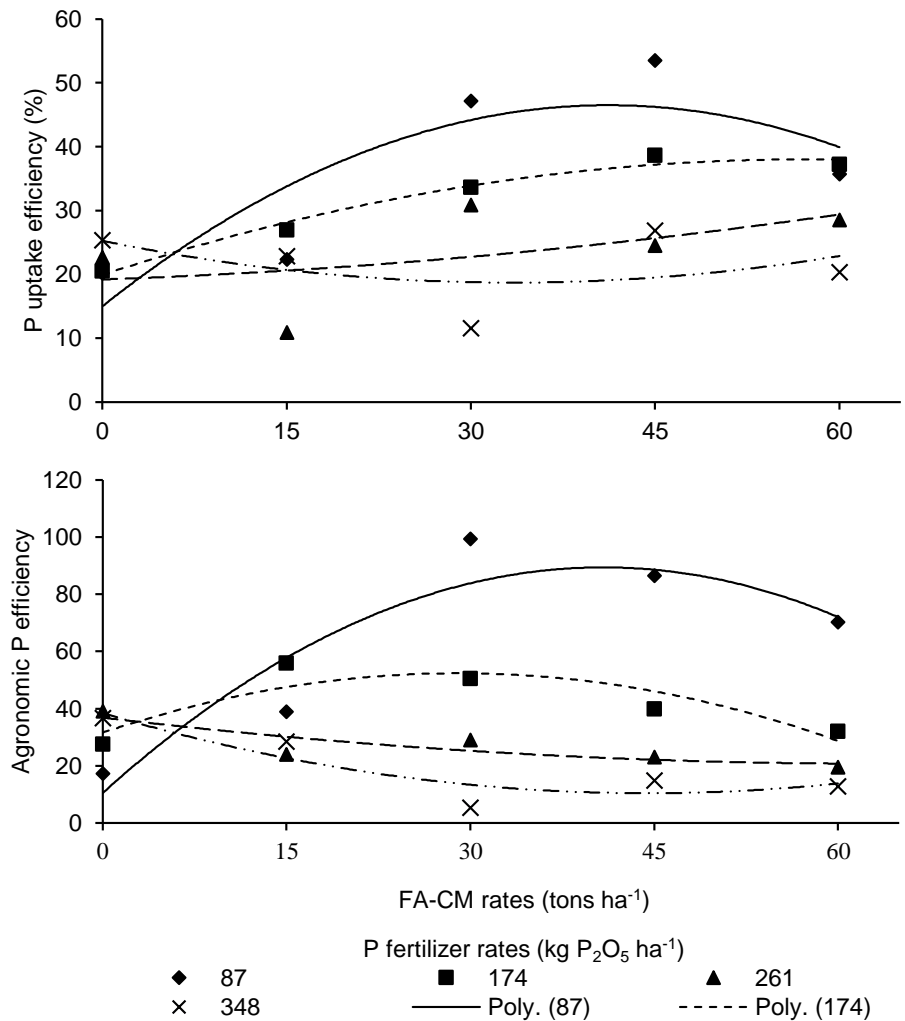 60
50
40
30
20
10
0
P uptake efficiency (%)
0 15 30 45 60
120
100
80
60
40
20
0
Agronomic P efficiency
0 15 30 45 60
FA-CM rates (tons ha⁻¹)
P fertilizer rates (kg P₂O₅ ha⁻¹)
87 174 261
348 Poly. (87) Poly. (174)